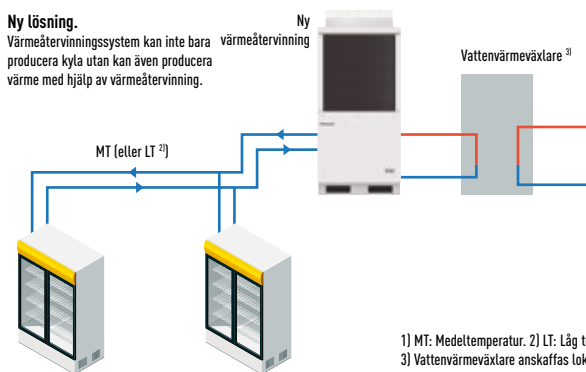 Ny lösning.
Värmeåtervinningssystem kan inte bara
producera kyla utan kan även producera
värme med hjälp av värmeåtervinning.
Ny
värmeåtervinning
Vattenvärmeväxlare 3)
MT (eller LT 2))
1) MT: Medeltemperatur. 2) LT: Låg
3) Vattenvärmeväxlare anskaffas